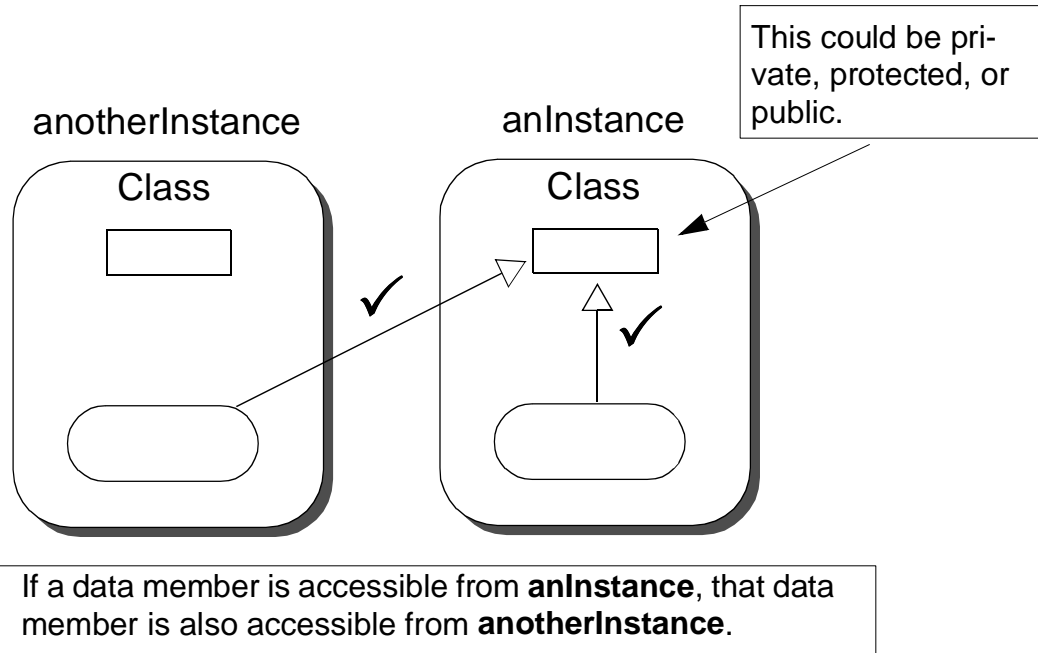 This could be pri-
vate, protected, or
public.
anotherInstance
anInstance
Class
Class
If a data member is accessible from anInstance, that data
member is also accessible from anotherInstance.